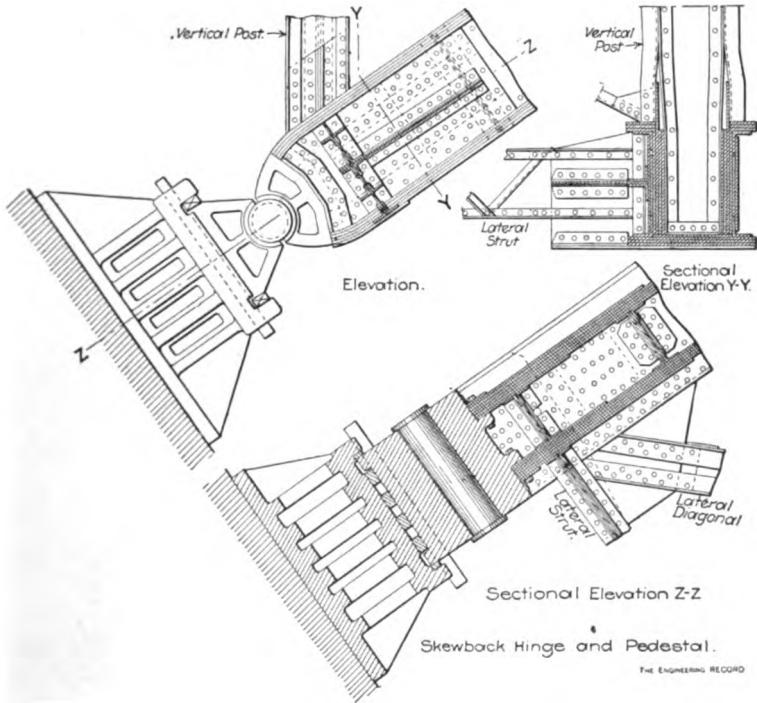 Vertical Post.
Y
Z
Y
Z
Elevation.
Vertical
Post
Lateral
Strut
Sectional
Elevation Y-Y.
Lateral
Strut.
Lateral
Diagonal
Sectional Elevation Z-Z
Skewback Hinge and Pedestal.
THE ENGINEERING RECORD